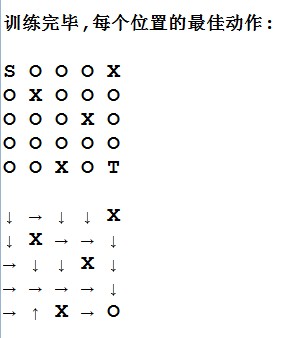 训练完毕,每个位置的最佳动作:
S O O O X
O X O O O
O O O X O
O O O O O
O O X O T
↓ → ↓ ↓ X
↓ X → → ↓
→ ↓ ↓ X ↓
→ → → → ↓
→ ↑ X → O